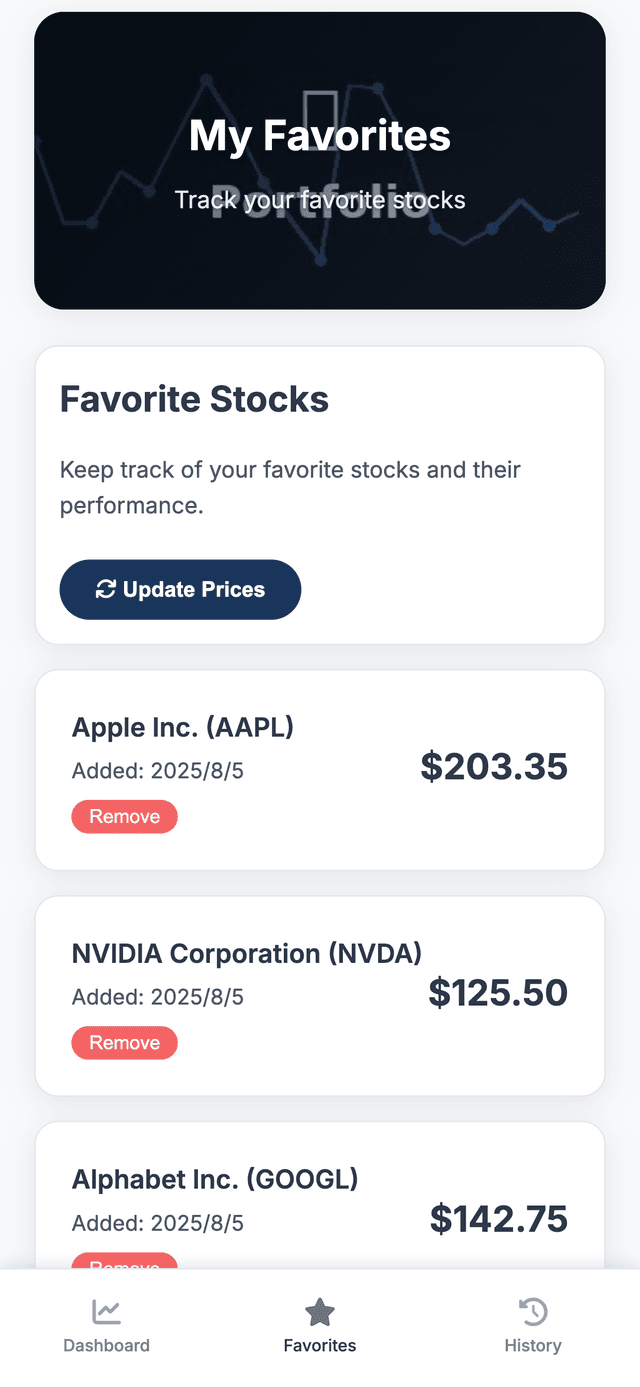 My Favorites
Portfolio
Track your favorite stocks
Favorite Stocks
Keep track of your favorite stocks and their
performance.
Update Prices
Apple Inc. (AAPL)
Added: 2025/8/5
$203.35
Remove
NVIDIA Corporation (NVDA)
Added: 2025/8/5
$125.50
Remove
Alphabet Inc. (GOOGL)
Added: 2025/8/5
$142.75
Remove
Dashboard
Favorites
History